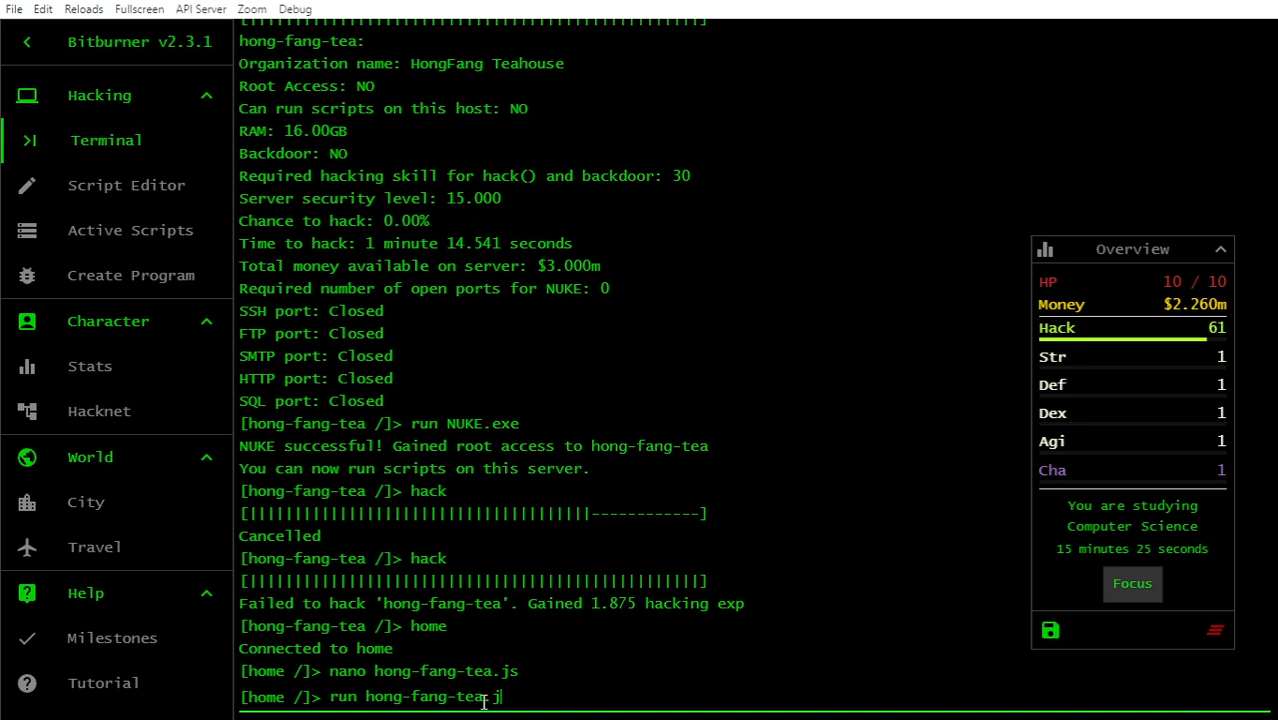 File Edit Reloads Fullscreen API Server Zoom Debug
Bitburner v2.3.1
Hacking
Terminal
Script Editor
Active Scripts
Create Program
Character
Stats
Hacknet
World
City
Travel
Help
Milestones
Tutorial
[||||||||||||||||||||||||||||||||||||||||||||||||||]
hong-fang-tea:
Organization name: HongFang Teahouse
Root Access: NO
Can run scripts on this host: NO
RAM: 16.00GB
Backdoor: NO
Required hacking skill for hack() and backdoor: 30
Server security level: 15.000
Chance to hack: 0.00%
Time to hack: 1 minute 14.541 seconds
Total money available on server: $3.000m
Required number of open ports for NUKE: 0
SSH port: Closed
FTP port: Closed
SMTP port: Closed
HTTP port: Closed
SQL port: Closed
[hong-fang-tea /]> run NUKE.exe
NUKE successful! Gained root access to hong-fang-tea
You can now run scripts on this server.
[hong-fang-tea /]> hack
[||||||||||||||||||||||||||||||||||||||------------]
Cancelled
[hong-fang-tea /]> hack
[||||||||||||||||||||||||||||||||||||||||||||||||||]
Failed to hack 'hong-fang-tea'. Gained 1.875 hacking exp
[hong-fang-tea /]> home
Connected to home
[home /]> nano hong-fang-tea.js
[home /]> run hong-fang-tea.j
Overview
HP 10 / 10
Money $2.260m
Hack 61
Str 1
Def 1
Dex 1
Agi 1
Cha 1
You are studying
Computer Science
15 minutes 25 seconds
Focus